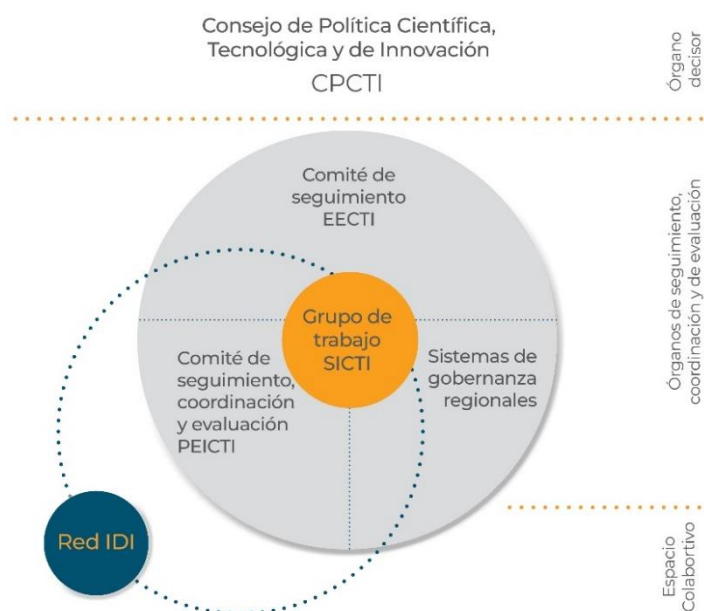 Consejo de Política Científica,
Tecnológica y de Innovación
CPCTI
Órgano
decisor
Comité de
seguimiento
EECTI
Órganos de seguimiento,
coordinación y de evaluación
Grupo de
trabajo
SICTI
Comité de
seguimiento,
coordinación
y evaluación
PEICTI
Sistemas de
gobernanza
regionales
Red IDI
Espacio
Colabortivo